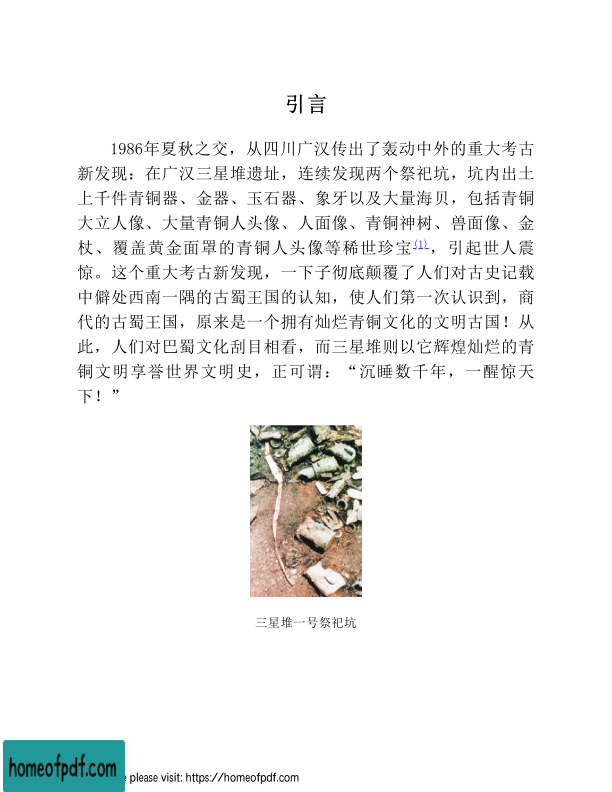 引言
1986年夏秋之交，从四川广汉传出了轰动中外的重大考古
新发现：在广汉三星堆遗址，连续发现两个祭祀坑，坑内出土
上千件青铜器、金器、玉石器、象牙以及大量海贝，包括青铜
大立人像、大量青铜人头像、人面像、青铜神树、兽面像、金
杖、覆盖黄金面罩的青铜人头像等稀世珍宝(1)，引起世人震
惊。这个重大考古新发现，一下子彻底颠覆了人们对古史记载
中僻处西南一隅的古蜀王国的认知，使人们第一次认识到，商
代的古蜀王国，原来是一个拥有灿烂青铜文化的文明古国！从
此，人们对巴蜀文化刮目相看，而三星堆则以它辉煌灿烂的青
铜文明享誉世界文明史，正可谓：“沉睡数千年，一醒惊天
下！”
三星堆一号祭祀坑
homeofpdf.com
e please visit: https://homeofpdf.com